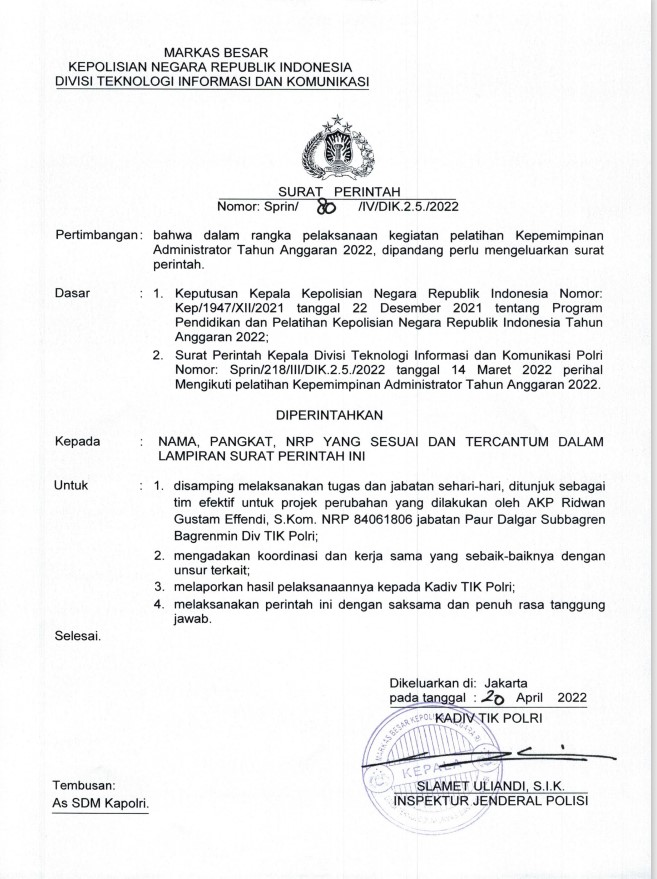 MARKAS BESAR
KEPOLISIAN NEGARA REPUBLIK INDONESIA
DIVISI TEKNOLOGI INFORMASI DAN KOMUNIKASI
SURAT PERINTAH
Nomor: Sprin/ 80 /IV/DIK.2.5./2022
Pertimbangan : bahwa dalam rangka pelaksanaan kegiatan pelatihan Kepemimpinan
Administrator Tahun Anggaran 2022, dipandang perlu mengeluarkan surat
perintah.
Dasar : 1. Keputusan Kepala Kepolisian Negara Republik Indonesia Nomor:
Kep/1947/XII/2021 tanggal 22 Desember 2021 tentang Program
Pendidikan dan Pelatihan Kepolisian Negara Republik Indonesia Tahun
Anggaran 2022;
2. Surat Perintah Kepala Divisi Teknologi Informasi dan Komunikasi Polri
Nomor: Sprin/218/III/DIK.2.5./2022 tanggal 14 Maret 2022 perihal
Mengikuti pelatihan Kepemimpinan Administrator Tahun Anggaran 2022.
DIPERINTAHKAN
Kepada : NAMA, PANGKAT, NRP YANG SESUAI DAN TERCANTUM DALAM
LAMPIRAN SURAT PERINTAH INI
Untuk : 1. disamping melaksanakan tugas dan jabatan sehari-hari, ditunjuk sebagai
tim efektif untuk projek perubahan yang dilakukan oleh AKP Ridwan
Gustam Effendi, S.Kom. NRP 84061806 jabatan Paur Dalgar Subbagren
Bagrenmin Div TIK Polri;
2. mengadakan koordinasi dan kerja sama yang sebaik-baiknya dengan
unsur terkait;
3. melaporkan hasil pelaksanaannya kepada Kadiv TIK Polri;
4. melaksanakan perintah ini dengan saksama dan penuh rasa tanggung
jawab.
Selesai.
Dikeluarkan di: Jakarta
pada tanggal : 20 April 2022
KADIV TIK POLRI
MARKAS BESAR KEPOLISIAN NEGARA RI
KEPALA
SLAMET ULIANDI, S.I.K.
INSPEKTUR JENDERAL POLISI
Tembusan:
As SDM Kapolri.